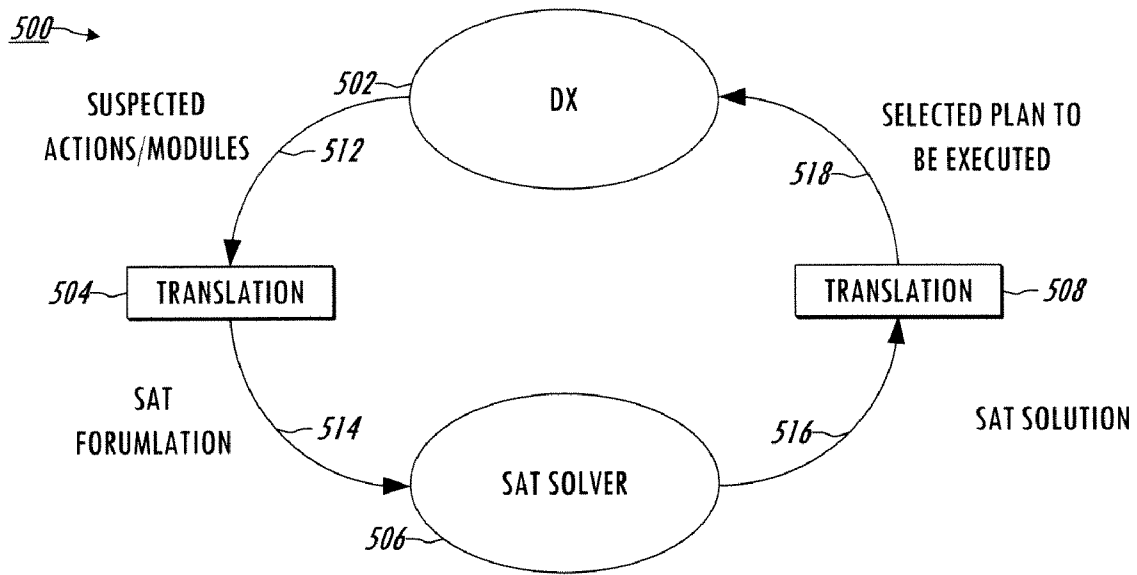 500
502
DX
SUSPECTED
ACTIONS/MODULES
512
SELECTED PLAN TO
BE EXECUTED
518
504
TRANSLATION
TRANSLATION
508
SAT
FORUMLATION
514
516
SAT SOLUTION
SAT SOLVER
506